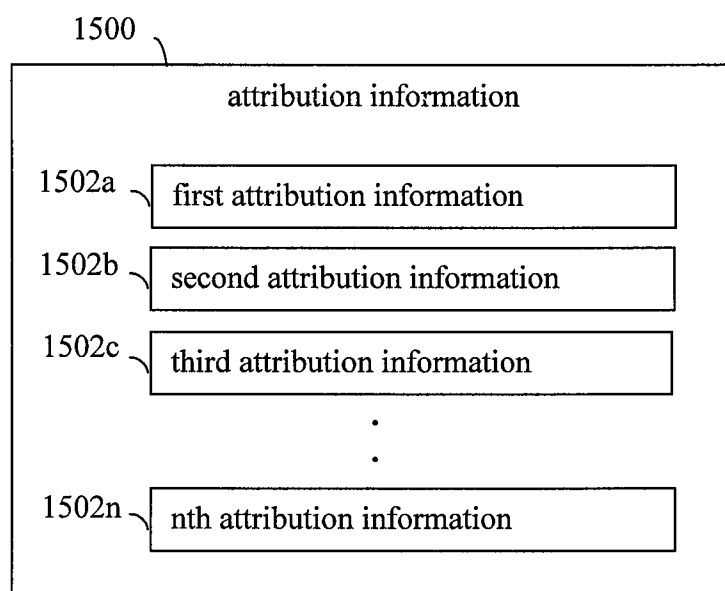 1500
attribution information
1502a
first attribution information
1502b
second attribution information
1502c
third attribution information
.
.
1502n
nth attribution information